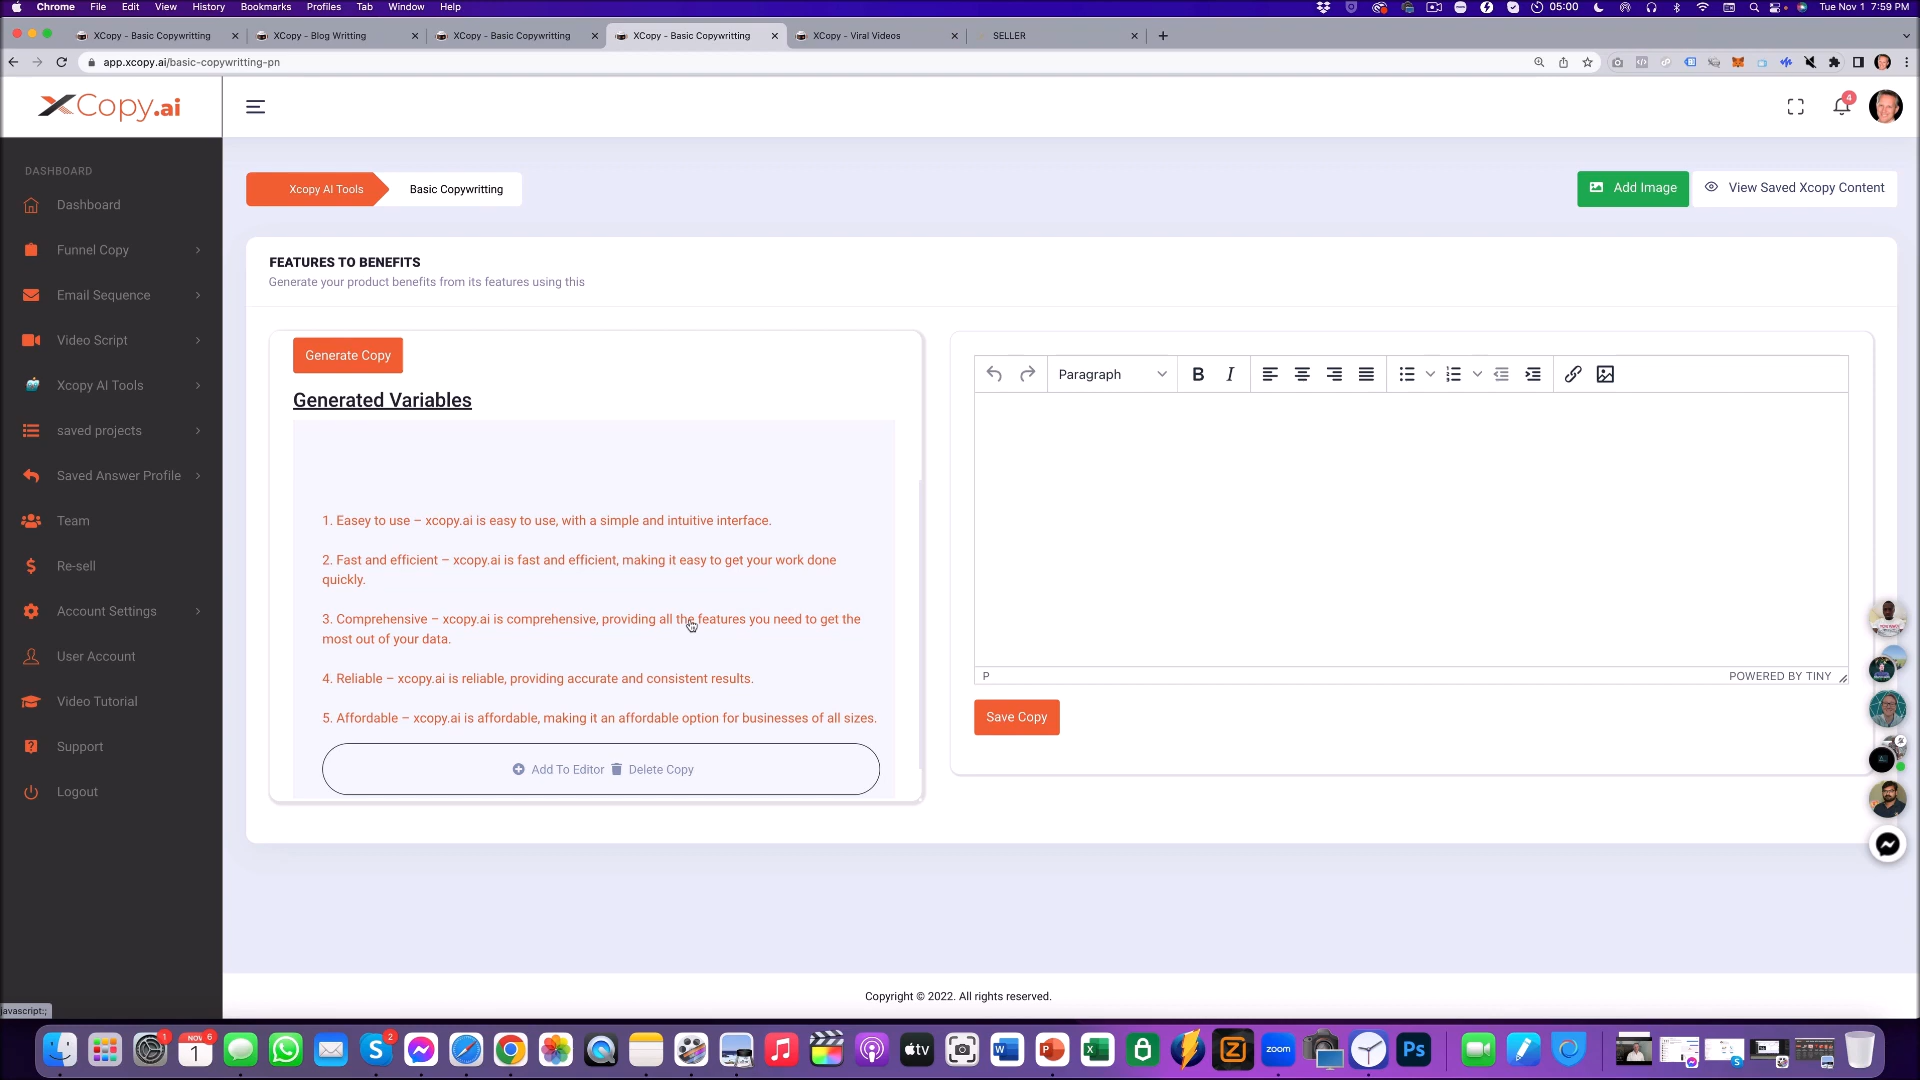 Chrome File Edit View History Bookmarks Profiles Tab Window Help
05:00
Tue Nov 1 7:59 PM
XCopy - Basic Copywritting
XCopy - Blog Writting
XCopy - Basic Copywritting
XCopy - Basic Copywritting
XCopy - Viral Videos
SELLER
app.xcopy.ai/basic-copywritting-pn
XCopy.ai
4
DASHBOARD
Dashboard
Funnel Copy
Email Sequence
Video Script
Xcopy AI Tools
saved projects
Saved Answer Profile
Team
Re-sell
Account Settings
User Account
Video Tutorial
Support
Logout
Xcopy AI Tools
Basic Copywritting
Add Image
View Saved Xcopy Content
FEATURES TO BENEFITS
Generate your product benefits from its features using this
Generate Copy
Generated Variables
1. Easey to use – xcopy.ai is easy to use, with a simple and intuitive interface.
2. Fast and efficient – xcopy.ai is fast and efficient, making it easy to get your work done
quickly.
3. Comprehensive – xcopy.ai is comprehensive, providing all the features you need to get the
most out of your data.
4. Reliable – xcopy.ai is reliable, providing accurate and consistent results.
5. Affordable – xcopy.ai is affordable, making it an affordable option for businesses of all sizes.
Add To Editor
Delete Copy
Paragraph
B
I
P
POWERED BY TINY
Save Copy
Copyright © 2022. All rights reserved.
javascript:;
1
NOV
1
6
2
tv
zoom
Ps